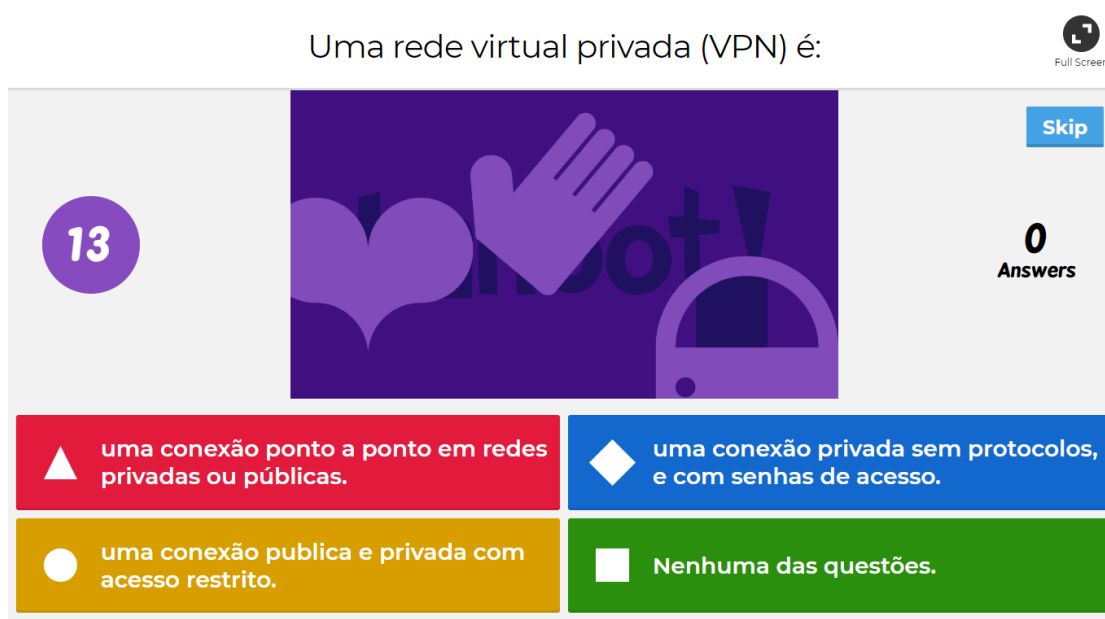 Uma rede virtual privada (VPN) é:
Full Screen
Skip
13
0
Answers
uma conexão ponto a ponto em redes
privadas ou públicas.
uma conexão privada sem protocolos,
e com senhas de acesso.
uma conexão publica e privada com
acesso restrito.
Nenhuma das questões.